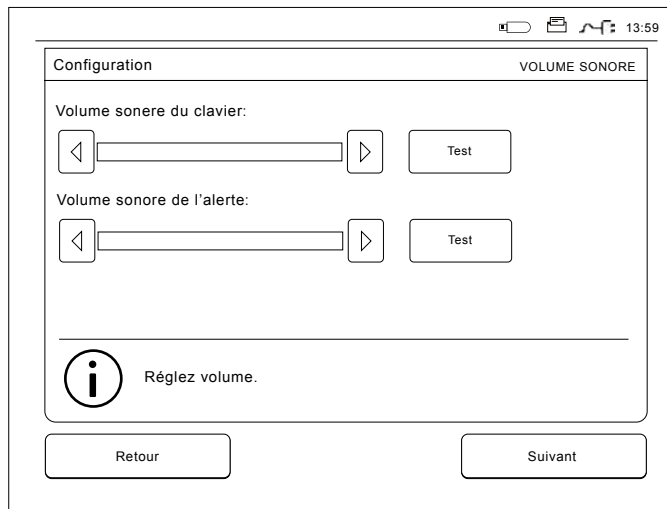 13:59
Configuration VOLUME SONORE
Volume sonere du clavier:
Test
Volume sonore de l'alerte:
Test
Réglez volume.
Retour Suivant